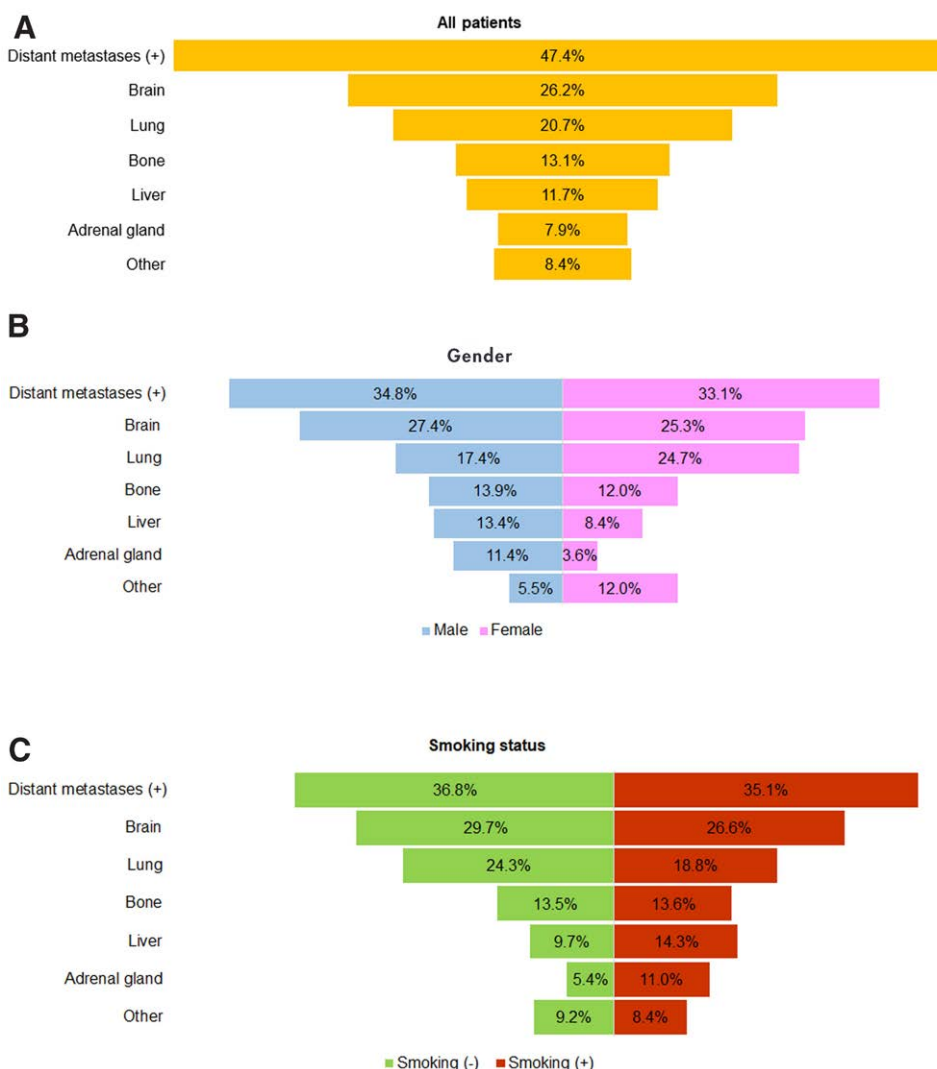 A
All patients
Distant metastases (+) 47.4%
Brain 26.2%
Lung 20.7%
Bone 13.1%
Liver 11.7%
Adrenal gland 7.9%
Other 8.4%
B
Gender
Distant metastases (+) 34.8% 33.1%
Brain 27.4% 25.3%
Lung 17.4% 24.7%
Bone 13.9% 12.0%
Liver 13.4% 8.4%
Adrenal gland 11.4% 3.6%
Other 5.5% 12.0%
Male Female
C
Smoking status
Distant metastases (+) 36.8% 35.1%
Brain 29.7% 26.6%
Lung 24.3% 18.8%
Bone 13.5% 13.6%
Liver 9.7% 14.3%
Adrenal gland 5.4% 11.0%
Other 9.2% 8.4%
Smoking (-) Smoking (+)